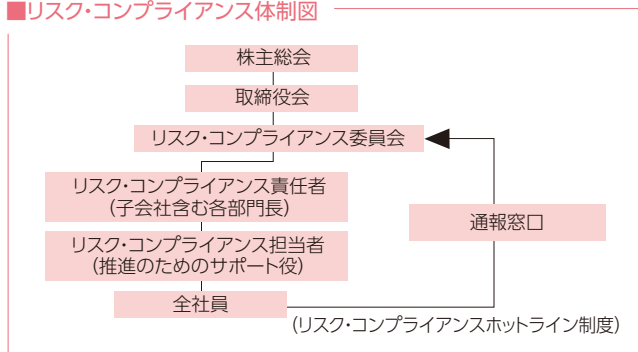 ■リスク・コンプライアンス体制図
株主総会
取締役会
リスク・コンプライアンス委員会
リスク・コンプライアンス責任者
(子会社含む各部門長)
通報窓口
リスク・コンプライアンス担当者
(推進のためのサポート役)
全社員
(リスク・コンプライアンスホットライン制度)